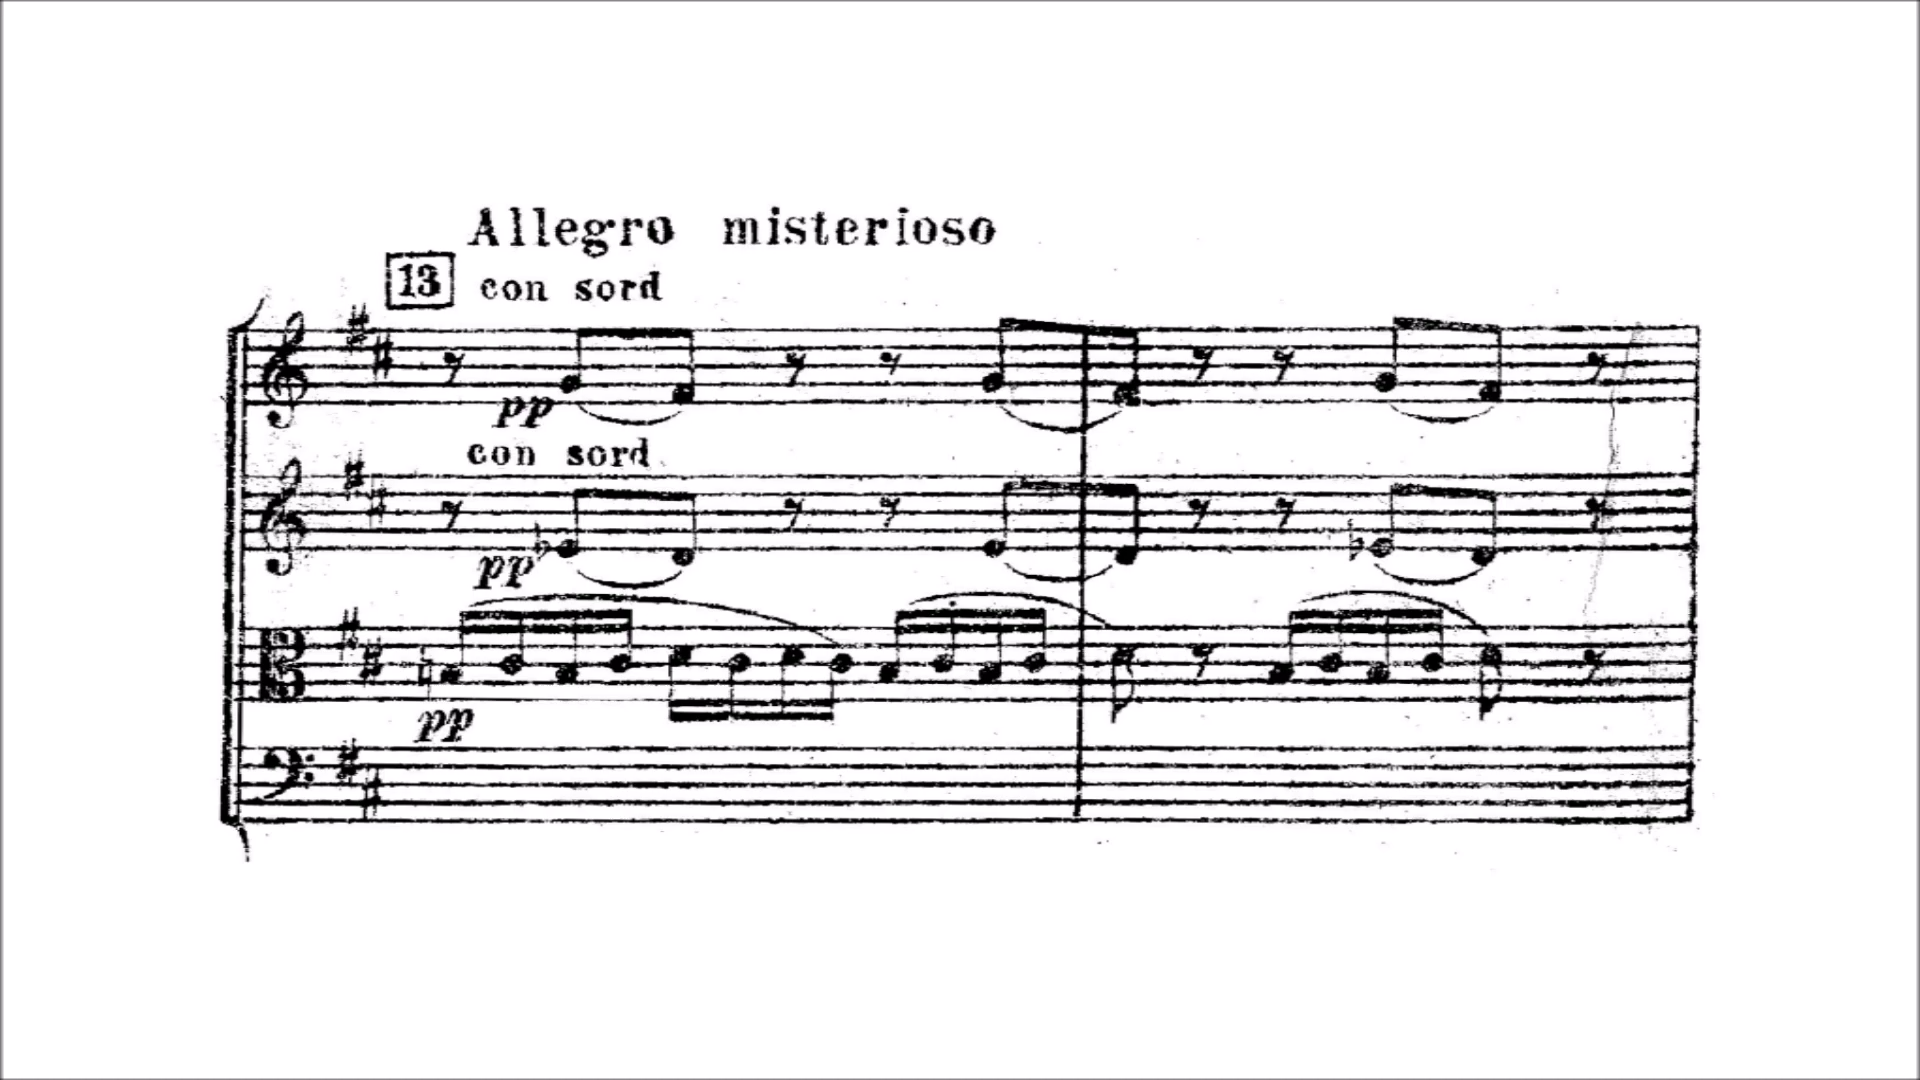 Allegro misterioso
13 con sord
pp
con sord
pp
pp